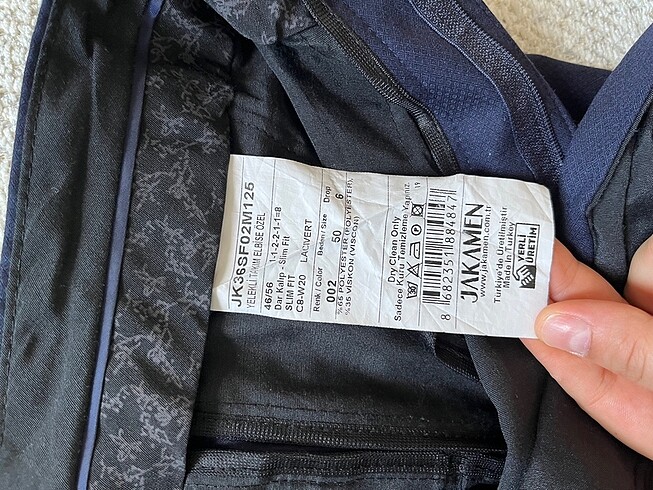 JK36SF02M125
YELEKLİ TAKIM ELBİSE ÖZEL
46/56 1-1-2-2-1-1=8
Dar Kalıp - Slim Fit
SLIM FIT
CB-W20 LACİVERT
Renk / Color Beden / Size Drop
002 50 6
%65 POLYESTER (POLYESTER),
%35 VİSKON (VISCON)
Dry Clean Only
Sadece Kuru Temizleme Yapınız.
19
8 682351 884847
JAKAMEN
www.jakamen.com.tr
Türkiye'de Üretilmiştir
Made In Turkey
YERLİ
ÜRETİM